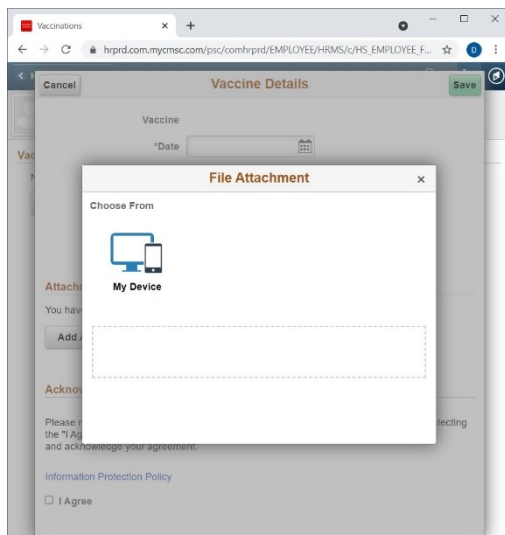 Vaccinations
hrprd.com.mycmsc.com/psc/comhrprd/EMPLOYEE/HRMS/c/HS_EMPLOYEE_F...
D
Cancel
Vaccine Details
Save
Vaccine
*Date
Vac
File Attachment
Choose From
My Device
Attach
You hav
Add
Acknow
Please
electing
the "I Ag
and acknowledge your agreement.
Information Protection Policy
I Agree